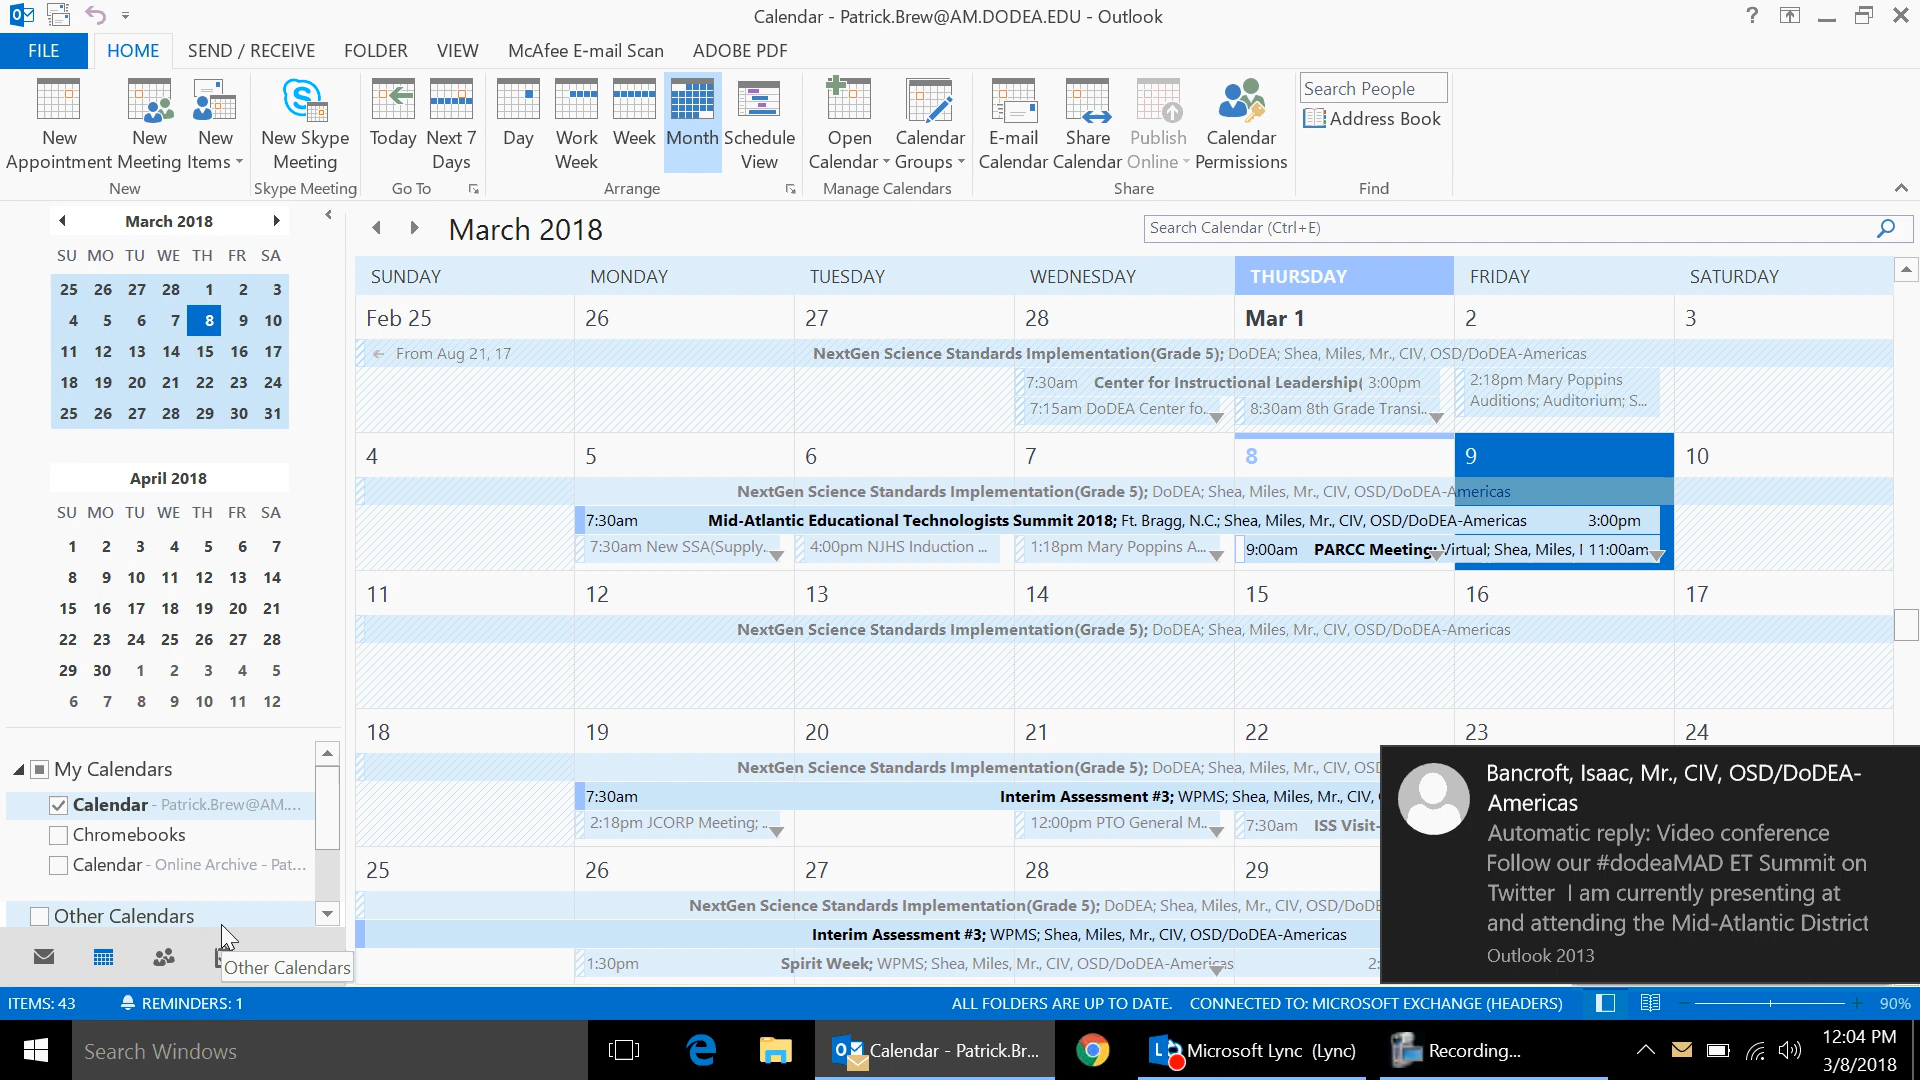 Calendar - Patrick.Brew@AM.DODEA.EDU - Outlook
FILE HOME SEND / RECEIVE FOLDER VIEW McAfee E-mail Scan ADOBE PDF
New Appointment
New Meeting
New Items
New
New Skype Meeting
Skype Meeting
Today
Next 7 Days
Go To
Day
Work Week
Week
Month
Schedule View
Arrange
Open Calendar
Calendar Groups
Manage Calendars
E-mail Calendar
Share Calendar
Publish Online
Calendar Permissions
Share
Search People
Address Book
Find
March 2018
SU MO TU WE TH FR SA
25 26 27 28 1 2 3
4 5 6 7 8 9 10
11 12 13 14 15 16 17
18 19 20 21 22 23 24
25 26 27 28 29 30 31
April 2018
SU MO TU WE TH FR SA
1 2 3 4 5 6 7
8 9 10 11 12 13 14
15 16 17 18 19 20 21
22 23 24 25 26 27 28
29 30 1 2 3 4 5
6 7 8 9 10 11 12
My Calendars
Calendar - Patrick.Brew@AM....
Chromebooks
Calendar - Online Archive - Pat...
Other Calendars
Other Calendars
March 2018
Search Calendar (Ctrl+E)
SUNDAY MONDAY TUESDAY WEDNESDAY THURSDAY FRIDAY SATURDAY
Feb 25 26 27 28 Mar 1 2 3
← From Aug 21, 17 NextGen Science Standards Implementation(Grade 5); DoDEA; Shea, Miles, Mr., CIV, OSD/DoDEA-Americas
7:30am Center for Instructional Leadership( 3:00pm
2:18pm Mary Poppins Auditions; Auditorium; S...
7:15am DoDEA Center fo...
8:30am 8th Grade Transi...
4 5 6 7 8 9 10
NextGen Science Standards Implementation(Grade 5); DoDEA; Shea, Miles, Mr., CIV, OSD/DoDEA-Americas
7:30am Mid-Atlantic Educational Technologists Summit 2018; Ft. Bragg, N.C.; Shea, Miles, Mr., CIV, OSD/DoDEA-Americas 3:00pm
7:30am New SSA(Supply...
4:00pm NJHS Induction ...
1:18pm Mary Poppins A...
9:00am PARCC Meeting; Virtual; Shea, Miles, 11:00am
11 12 13 14 15 16 17
NextGen Science Standards Implementation(Grade 5); DoDEA; Shea, Miles, Mr., CIV, OSD/DoDEA-Americas
18 19 20 21 22 23 24
NextGen Science Standards Implementation(Grade 5); DoDEA; Shea, Miles, Mr., CIV, OSD
7:30am Interim Assessment #3; WPMS; Shea, Miles, Mr., CIV,
2:18pm JCORP Meeting; ...
12:00pm PTO General M...
7:30am ISS Visit-
25 26 27 28 29
NextGen Science Standards Implementation(Grade 5); DoDEA; Shea, Miles, Mr., CIV, OSD/DoDE
Interim Assessment #3; WPMS; Shea, Miles, Mr., CIV, OSD/DoDEA-Americas
1:30pm Spirit Week; WPMS; Shea, Miles, Mr., CIV, OSD/DoDEA-Americas 2:
Bancroft, Isaac, Mr., CIV, OSD/DoDEA-
Americas
Automatic reply: Video conference
Follow our #dodeaMAD ET Summit on
Twitter I am currently presenting at
and attending the Mid-Atlantic District
Outlook 2013
ITEMS: 43 REMINDERS: 1 ALL FOLDERS ARE UP TO DATE. CONNECTED TO: MICROSOFT EXCHANGE (HEADERS) 90%
Search Windows
Calendar - Patrick.Br...
Microsoft Lync (Lync)
Recording...
12:04 PM
3/8/2018